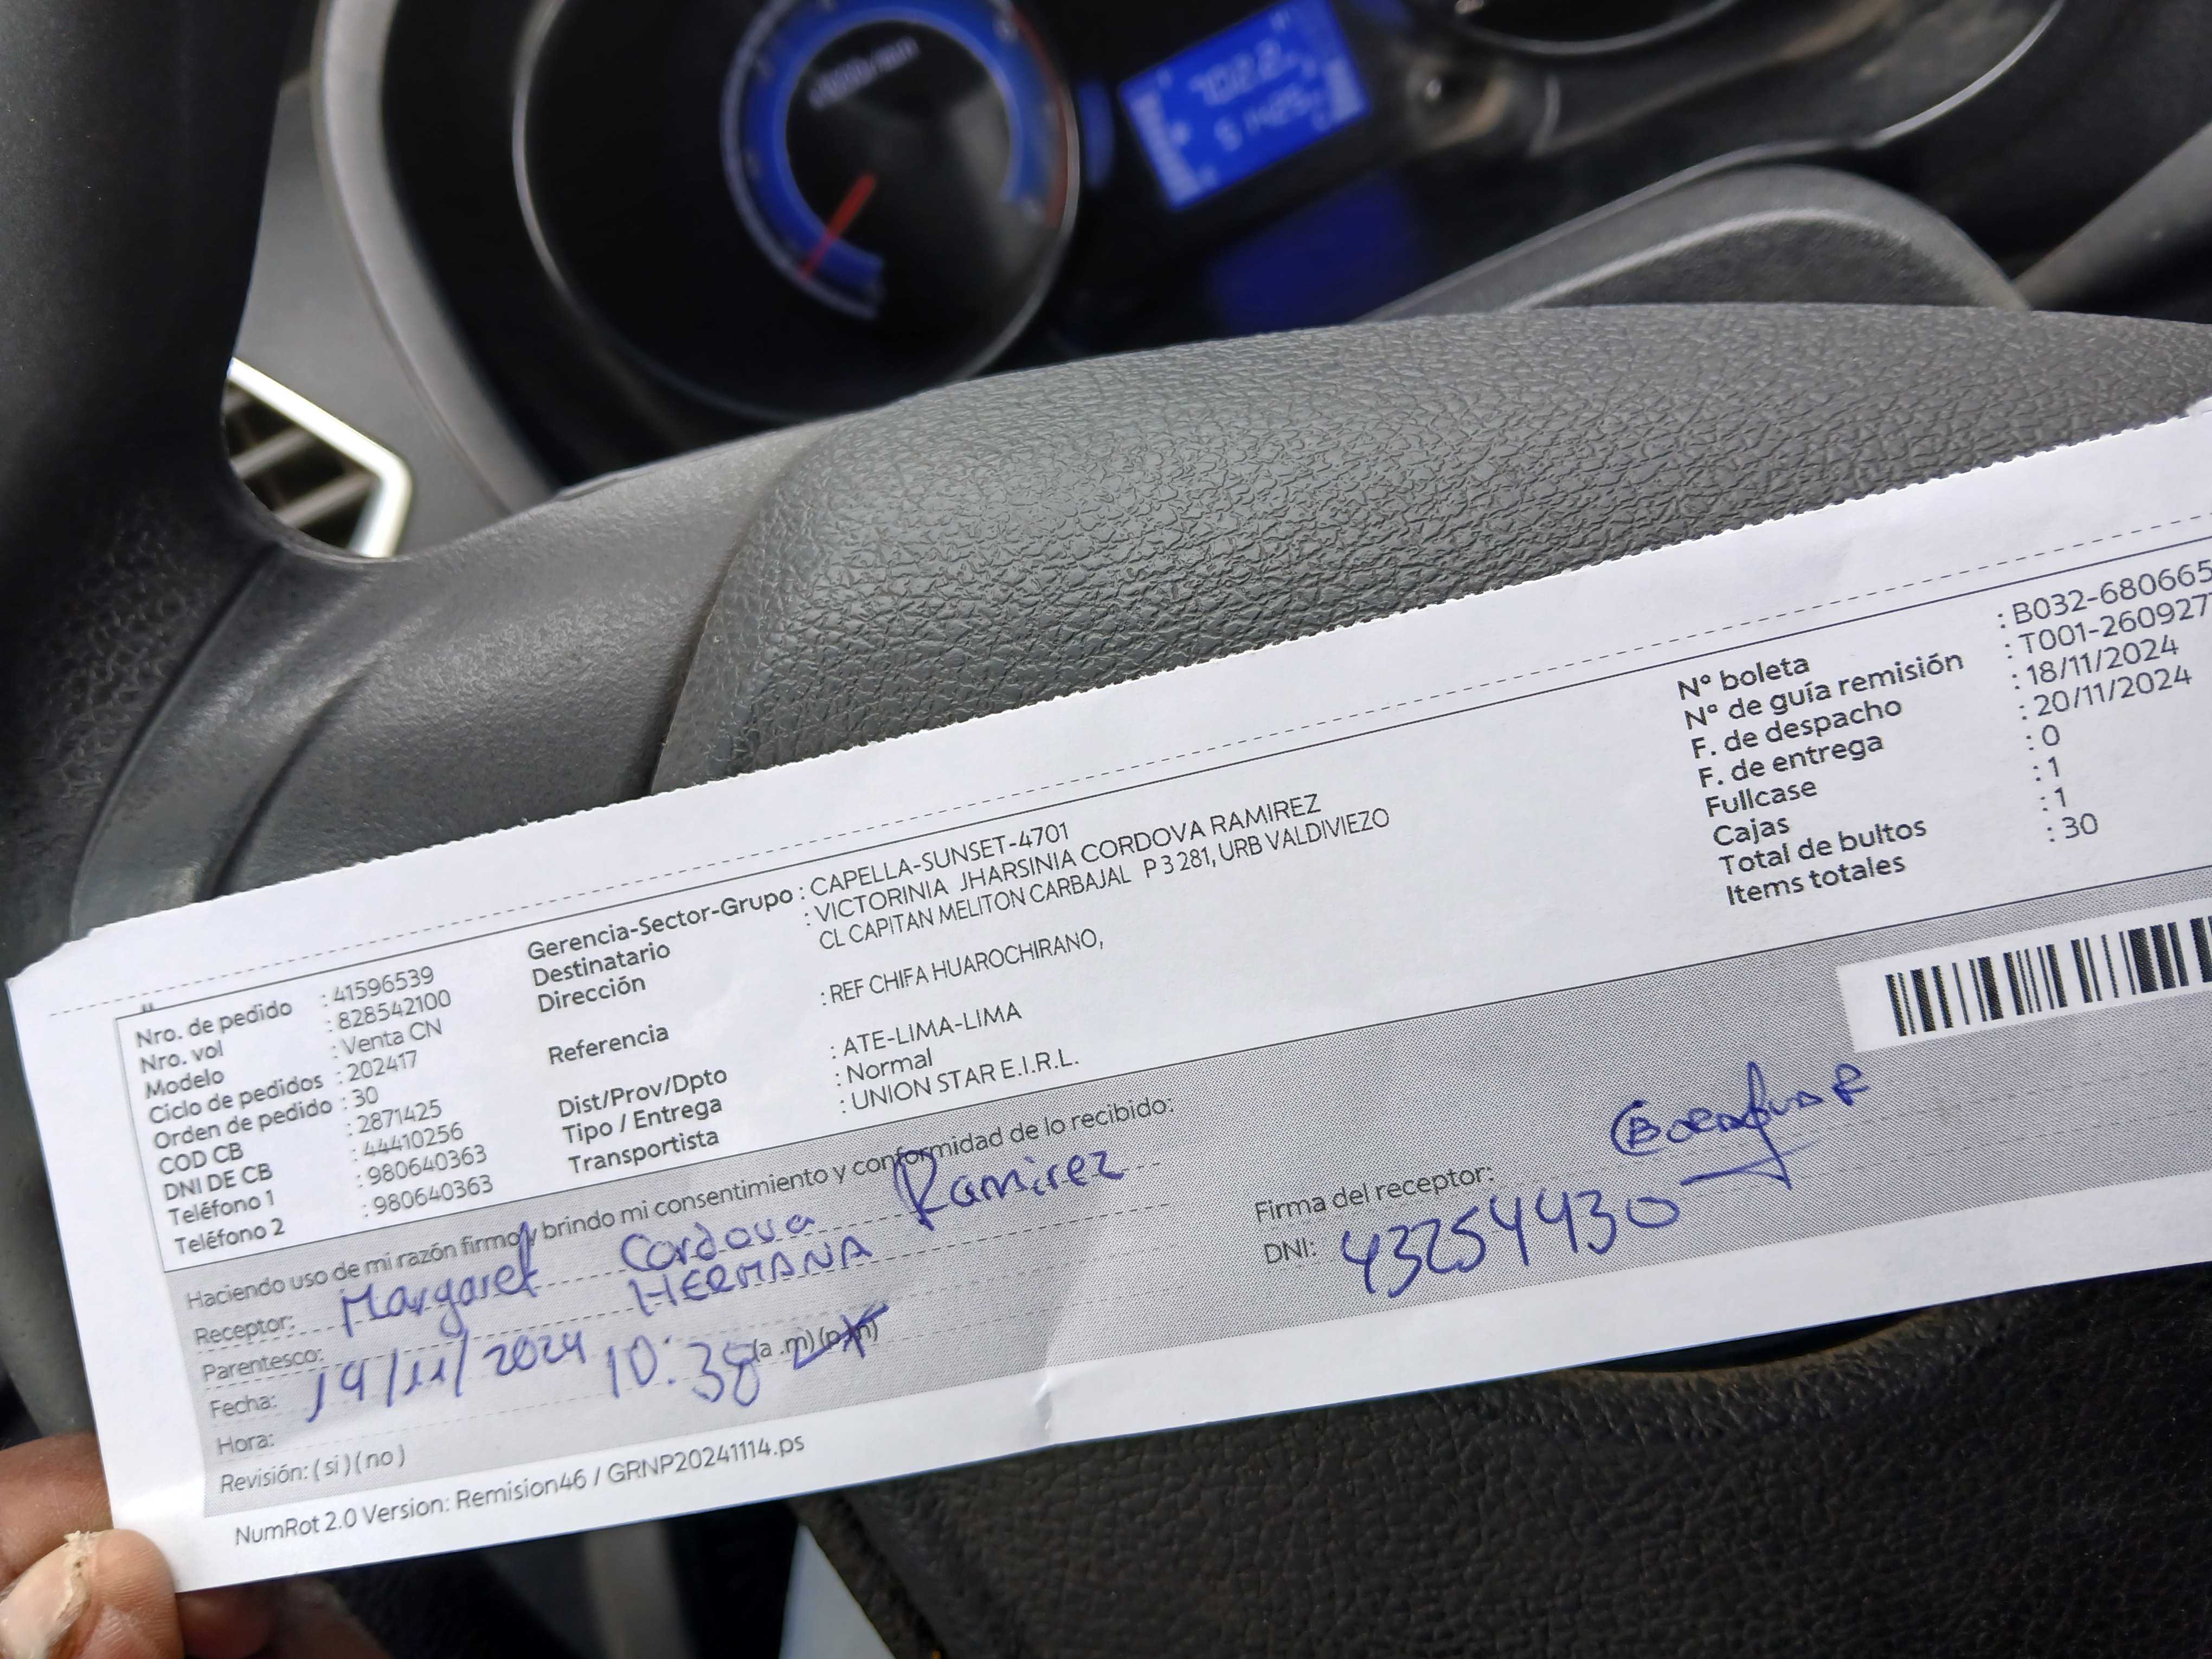 Nro. de pedido : 41596539
Nro. vol : 828542100
Modelo : Venta CN
Ciclo de pedidos : 202417
Orden de pedido : 30
COD CB : 2871425
DNI DE CB : 44410256
Teléfono 1 : 980640363
Teléfono 2 : 980640363
Gerencia-Sector-Grupo : CAPELLA-SUNSET-4701
Destinatario : VICTORINIA JHARSINIA CORDOVA RAMIREZ
Dirección CL CAPITAN MELITON CARBAJAL P 3 281, URB VALDIVIEZO
Referencia : REF CHIFA HUAROCHIRANO,
Dist/Prov/Dpto : ATE-LIMA-LIMA
Tipo / Entrega : Normal
Transportista : UNION STAR E.I.R.L.
N° boleta : B032-680665
N° de guía remisión : T001-260927
F. de despacho : 18/11/2024
F. de entrega : 20/11/2024
Fullcase : 0
Cajas : 1
Total de bultos : 1
Items totales : 30
Haciendo uso de mi razón firmo y brindo mi consentimiento y conformidad de lo recibido:
Receptor: Margaret Cordova Ramirez
Parentesco: HERMANA
Fecha: 19/11/2024
Hora: 10:38 (a .m) (p.m)
Revisión: ( si ) ( no )
Firma del receptor:
DNI: 43254430
NumRot 2.0 Version: Remision46 / GRNP20241114.ps